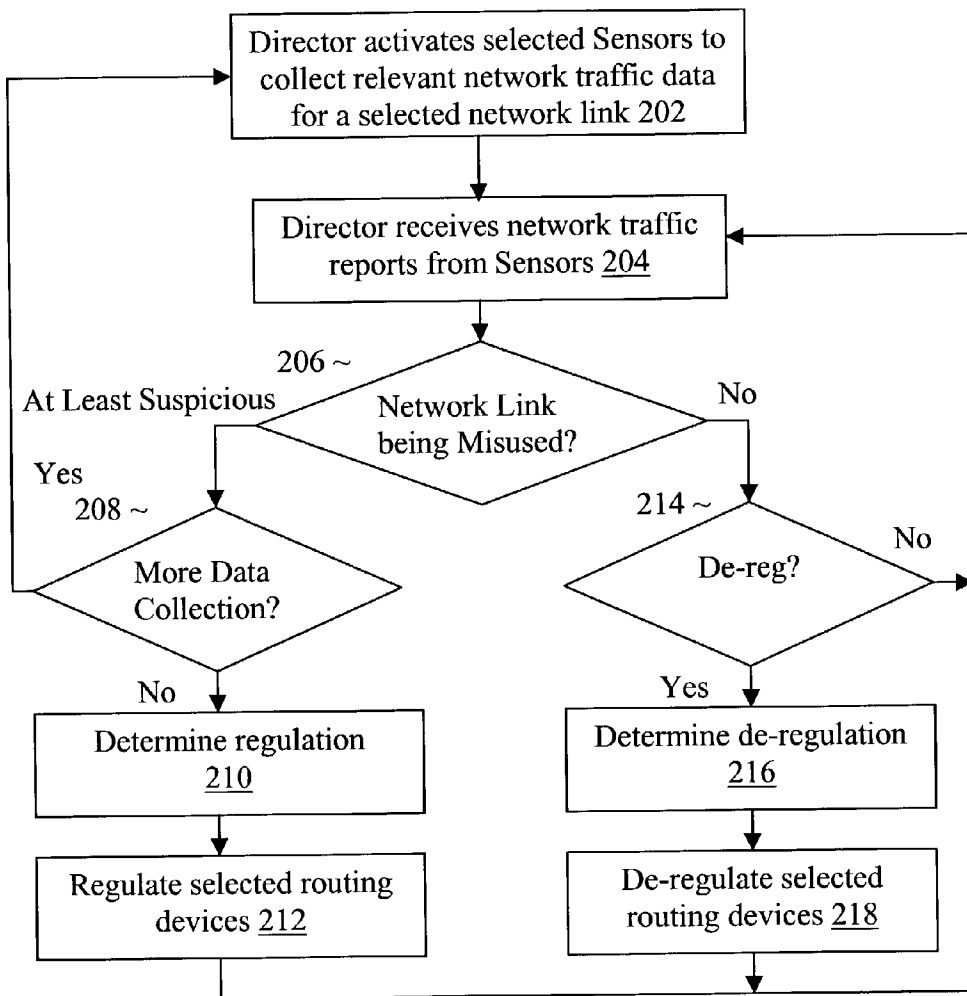 Director activates selected Sensors to
collect relevant network traffic data
for a selected network link 202
Director receives network traffic
reports from Sensors 204
206 ~
At Least Suspicious
Network Link
being Misused?
No
Yes
208 ~
More Data
Collection?
214 ~
De-reg?
No
No
Yes
Determine regulation
210
Determine de-regulation
216
Regulate selected routing
devices 212
De-regulate selected
routing devices 218